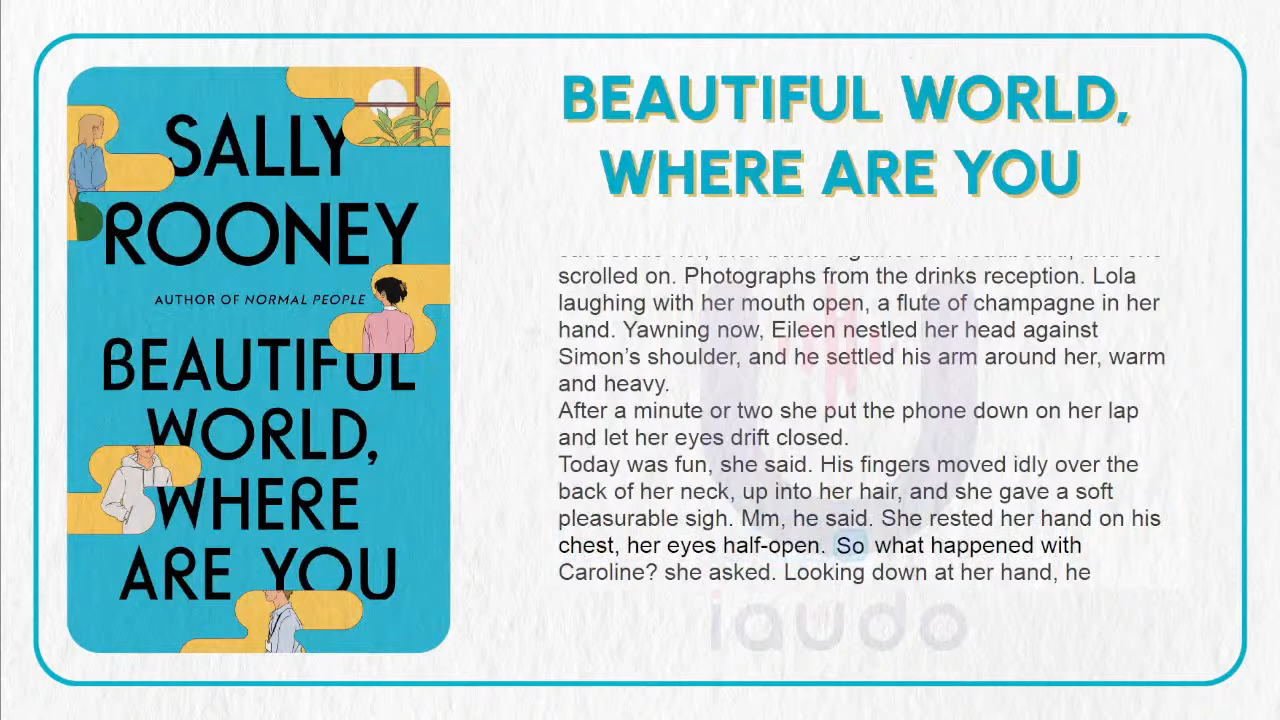 SALLY
ROONEY
AUTHOR OF NORMAL PEOPLE
BEAUTIFUL
WORLD,
WHERE
ARE YOU
BEAUTIFUL WORLD,
WHERE ARE YOU
scrolled on. Photographs from the drinks reception. Lola
laughing with her mouth open, a flute of champagne in her
hand. Yawning now, Eileen nestled her head against
Simon's shoulder, and he settled his arm around her, warm
and heavy.
After a minute or two she put the phone down on her lap
and let her eyes drift closed.
Today was fun, she said. His fingers moved idly over the
back of her neck, up into her hair, and she gave a soft
pleasurable sigh. Mm, he said. She rested her hand on his
chest, her eyes half-open. So what happened with
Caroline? she asked. Looking down at her hand, he
iaudo